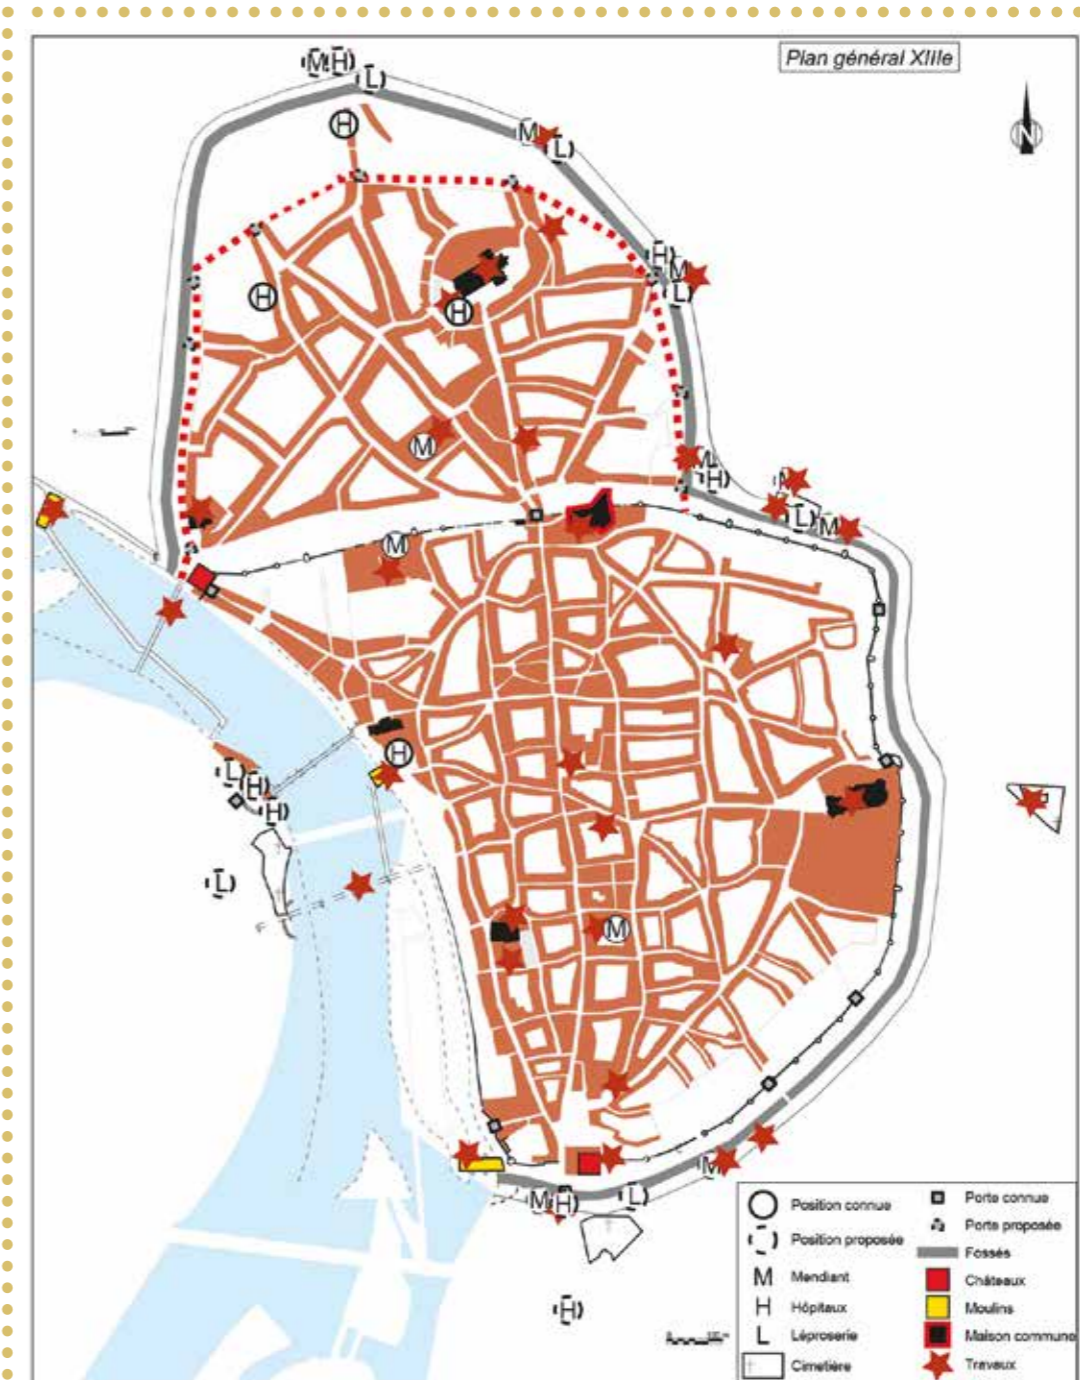 Plan général XIIIe
M H
L
H
M
L
N
H
M
L
H
H
M
M
H
L
M
M
H
L
H
H
L
M
M
M H
L
H
Position connue
Position proposée
M Mendiant
H Hôpitaux
L Léproserie
Cimetière
Porte connue
Porte proposée
Fossés
Châteaux
Moulins
Maison commune
Travaux